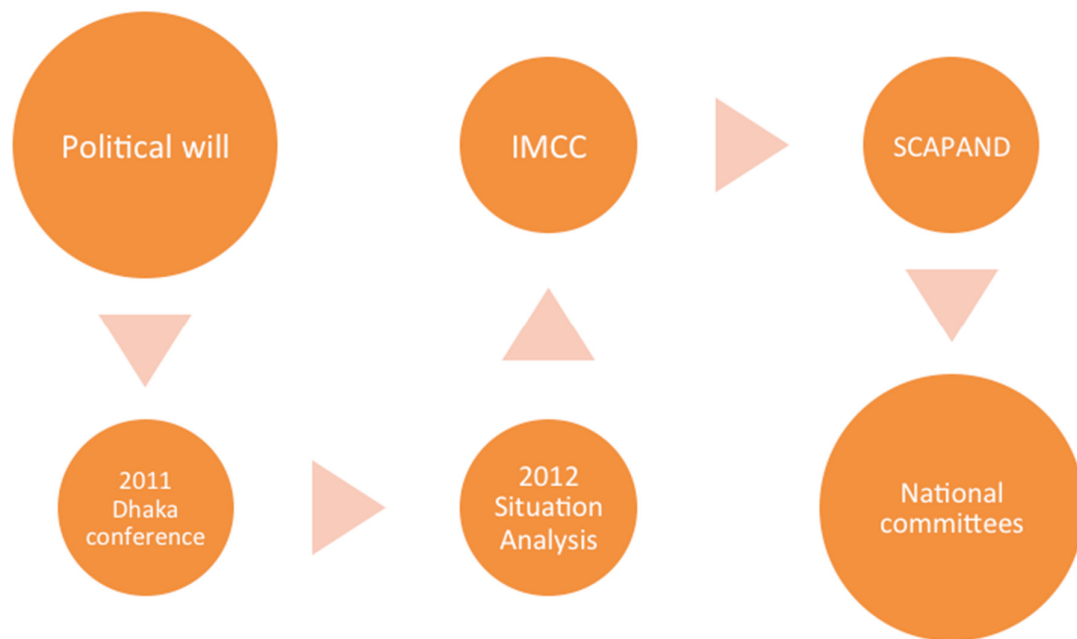 Political will
2011
Dhaka
conference
2012
Situation
Analysis
IMCC
SCAPAND
National
committees